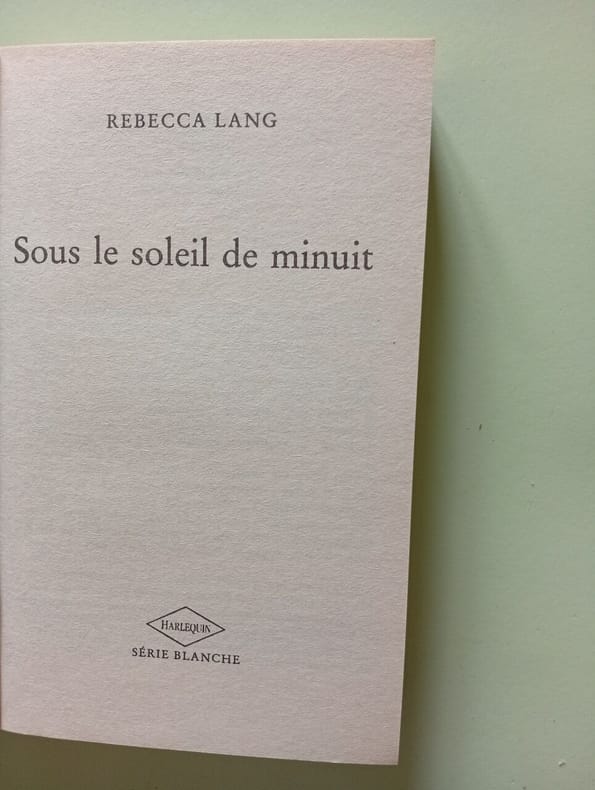 REBECCA LANG
Sous le soleil de minuit
HARLEQUIN
SÉRIE BLANCHE